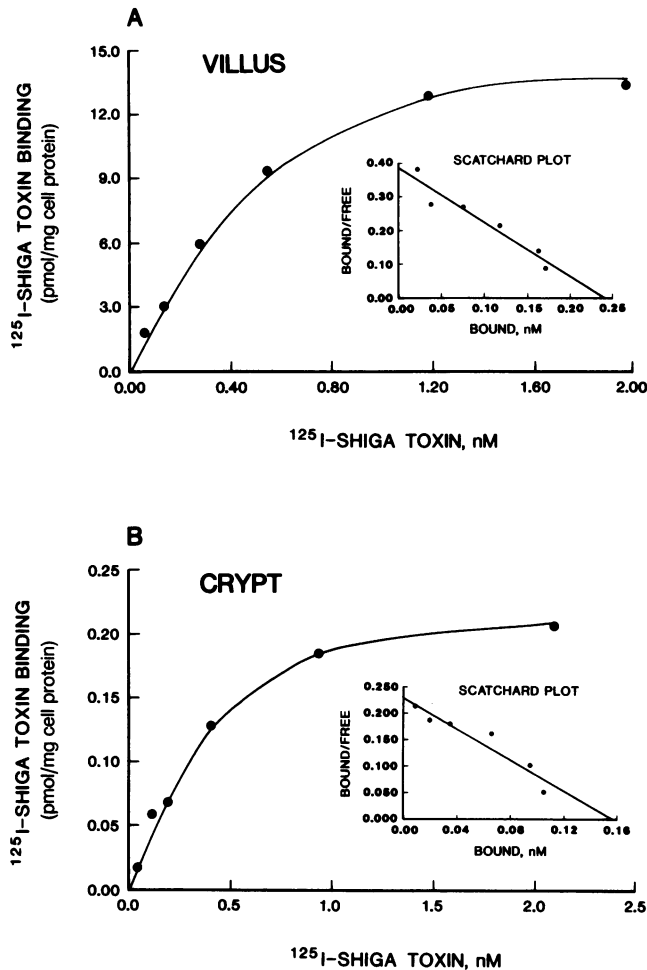 A
VILLUS
15.0
12.0
9.0
6.0
3.0
0.0
0.00 0.40 0.80 1.20 1.60 2.00
125I-SHIGA TOXIN BINDING
(pmol/mg cell protein)
125I-SHIGA TOXIN, nM
SCATCHARD PLOT
0.40
0.30
0.20
0.10
0.00
0.00 0.05 0.10 0.15 0.20 0.25
BOUND/FREE
BOUND, nM
B
CRYPT
0.25
0.20
0.15
0.10
0.05
0.00
0.0 0.5 1.0 1.5 2.0 2.5
125I-SHIGA TOXIN BINDING
(pmol/mg cell protein)
125I-SHIGA TOXIN, nM
SCATCHARD PLOT
0.250
0.200
0.150
0.100
0.050
0.000
0.00 0.04 0.08 0.12 0.16
BOUND/FREE
BOUND, nM